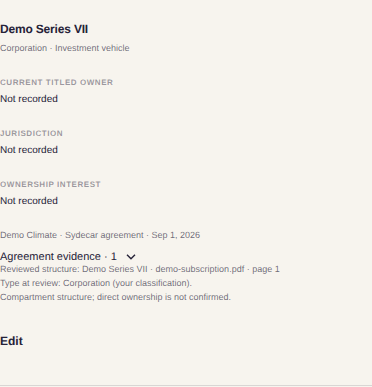 Demo Series VII
Corporation · Investment vehicle
CURRENT TITLED OWNER
Not recorded
JURISDICTION
Not recorded
OWNERSHIP INTEREST
Not recorded
Demo Climate · Sydecar agreement · Sep 1, 2026
Agreement evidence · 1
Reviewed structure: Demo Series VII · demo-subscription.pdf · page 1
Type at review: Corporation (your classification).
Compartment structure; direct ownership is not confirmed.
Edit